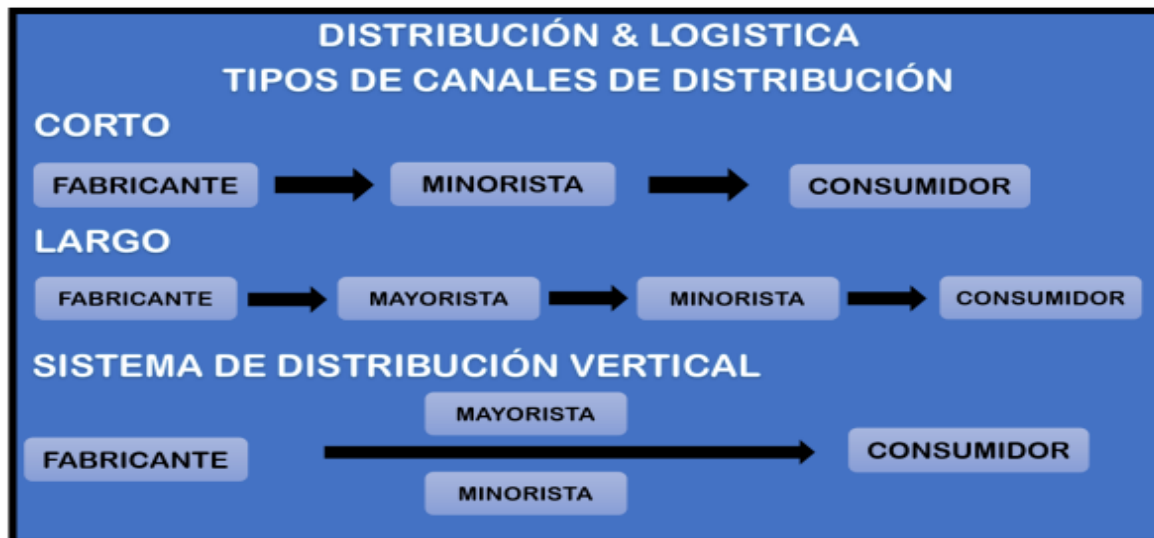 DISTRIBUCIÓN & LOGISTICA
TIPOS DE CANALES DE DISTRIBUCIÓN
CORTO
FABRICANTE MINORISTA CONSUMIDOR
LARGO
FABRICANTE MAYORISTA MINORISTA CONSUMIDOR
SISTEMA DE DISTRIBUCIÓN VERTICAL
MAYORISTA
FABRICANTE CONSUMIDOR
MINORISTA